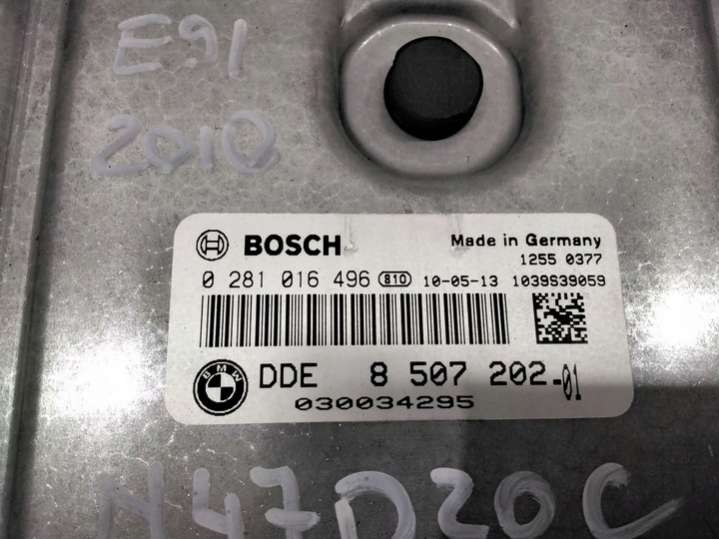 E91
2010
BOSCH Made in Germany
1255 0377
0 281 016 496 810 10-05-13 1039S39059
BMW DDE 8 507 202-01
030034295
N47D20C